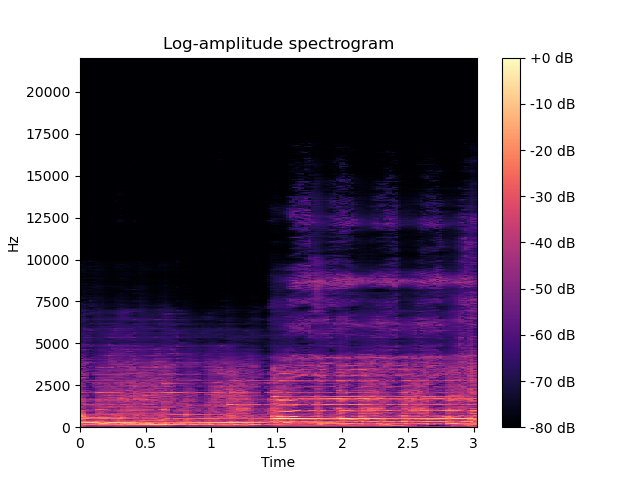 Log-amplitude spectrogram
Hz
20000
17500
15000
12500
10000
7500
5000
2500
0
0 0.5 1 1.5 2 2.5 3
Time
+0 dB
-10 dB
-20 dB
-30 dB
-40 dB
-50 dB
-60 dB
-70 dB
-80 dB